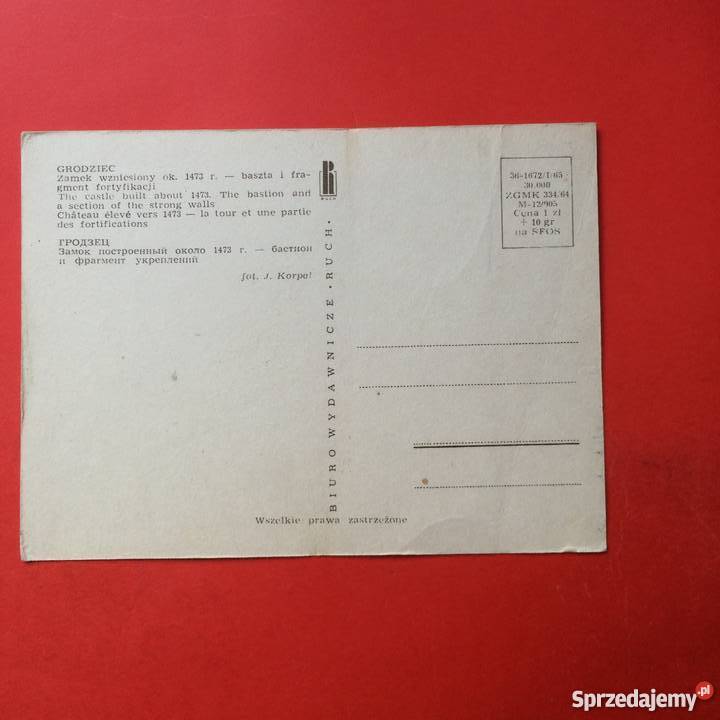 GRODZIEC
Zamek wzniesiony ok. 1473 r. — baszta i fra-
gment fortyfikacji
The castle built about 1473. The bastion and
a section of the strong walls
Château élevé vers 1473 — la tour et une partie
des fortifications
ГРОДЗЕЦ
Замок построенный около 1473 г. — бастион
и фрагмент укреплений
fot. J. Korpal
RUCH
BIURO WYDAWNICZE • RUCH •
36-1672/I/65
30.000
ZGMK 334/64
M-12/905
Cena 1 zł
+ 10 gr
na SFOS
Wszelkie prawa zastrzeżone
Sprzedajemy.pl